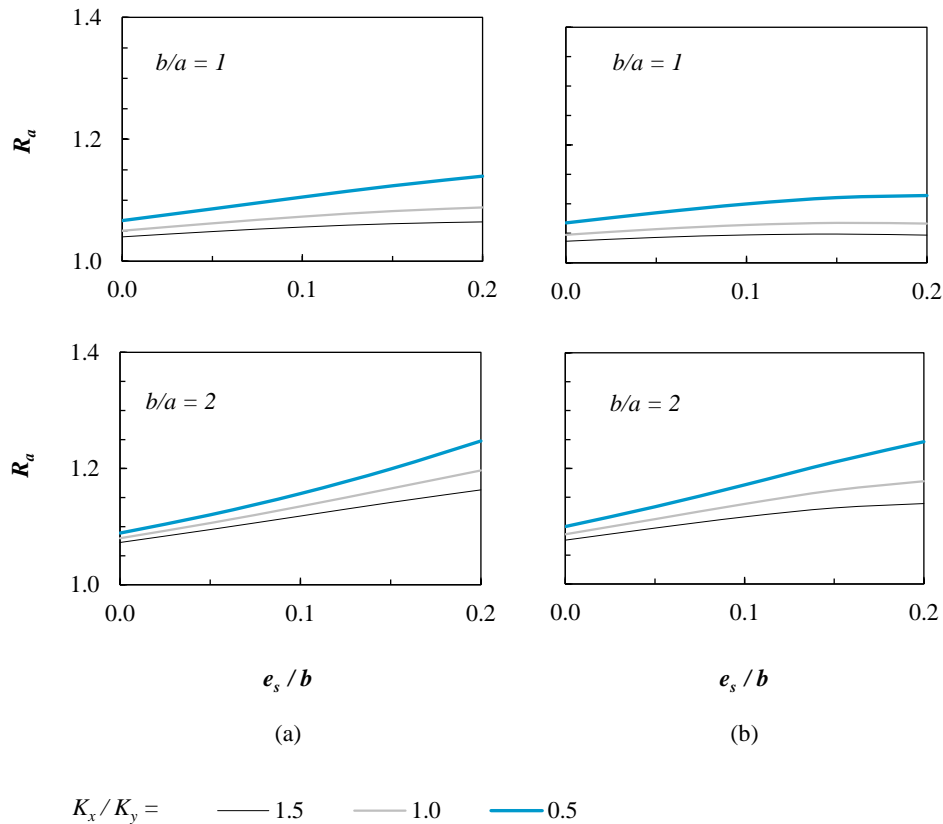 1.4
b/a = 1
b/a = 1
1.2
R_a
1.0
0.0 0.1 0.2 0.0 0.1 0.2
1.4
b/a = 2
b/a = 2
1.2
R_a
1.0
0.0 0.1 0.2 0.0 0.1 0.2
e_s / b e_s / b
(a) (b)
K_x / K_y = 1.5 1.0 0.5